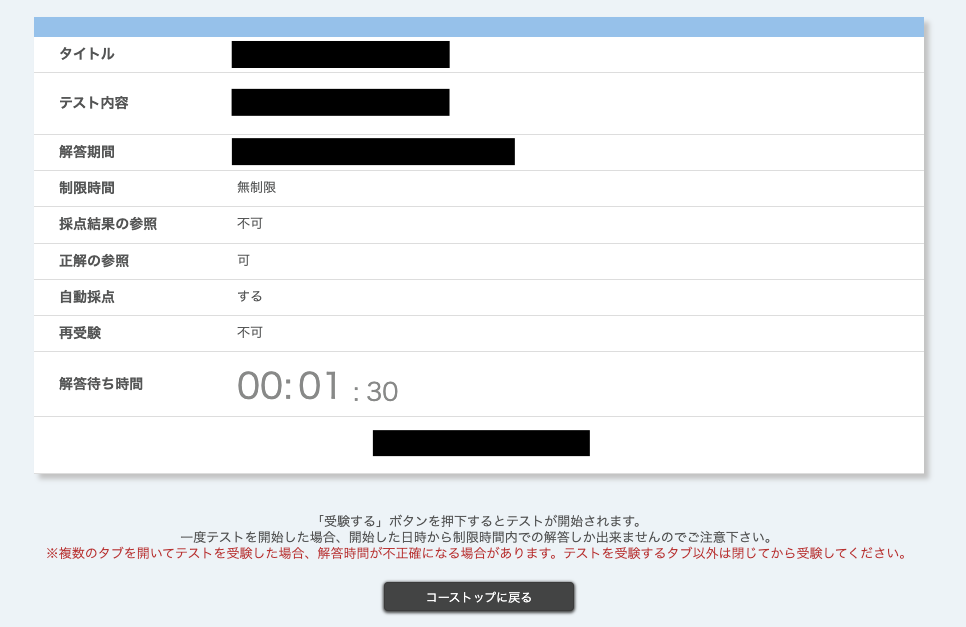 タイトル
テスト内容
解答期間
制限時間 無制限
採点結果の参照 不可
正解の参照 可
自動採点 する
再受験 不可
解答待ち時間 00:01 :30
「受験する」ボタンを押下するとテストが開始されます。
一度テストを開始した場合、開始した日時から制限時間内での解答しか出来ませんのでご注意下さい。
※複数のタブを開いてテストを受験した場合、解答時間が不正確になる場合があります。テストを受験するタブ以外は閉じてから受験してください。
コーストップに戻る